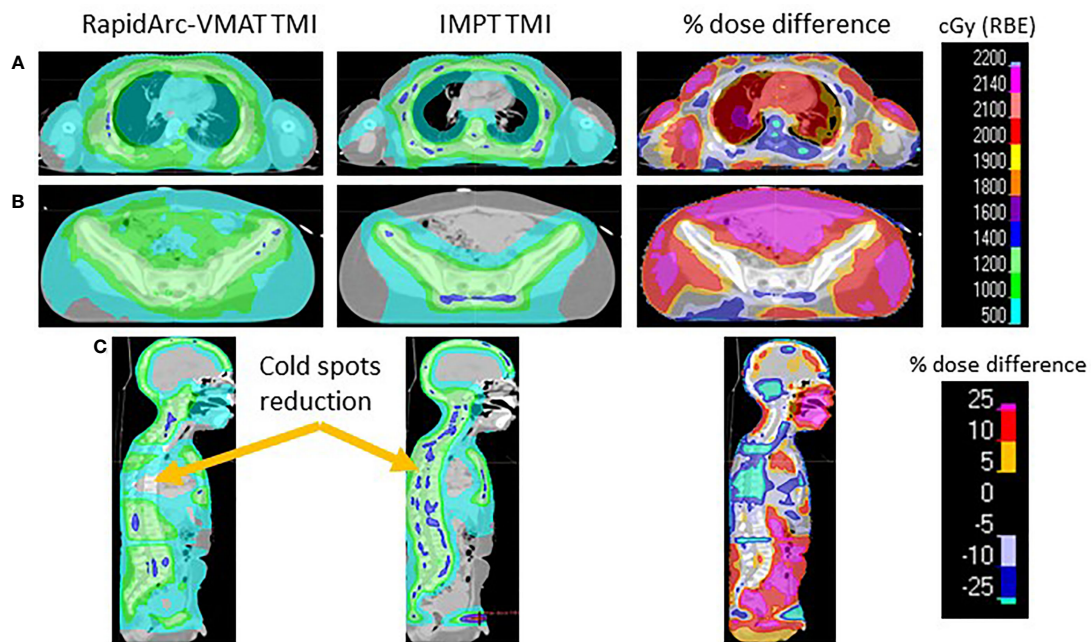 RapidArc-VMAT TMI
IMPT TMI
% dose difference
cGy (RBE)
A
2200
2140
2100
2000
1900
1800
1600
1400
1200
1000
500
B
C
Cold spots
reduction
% dose difference
25
10
5
0
-5
-10
-25